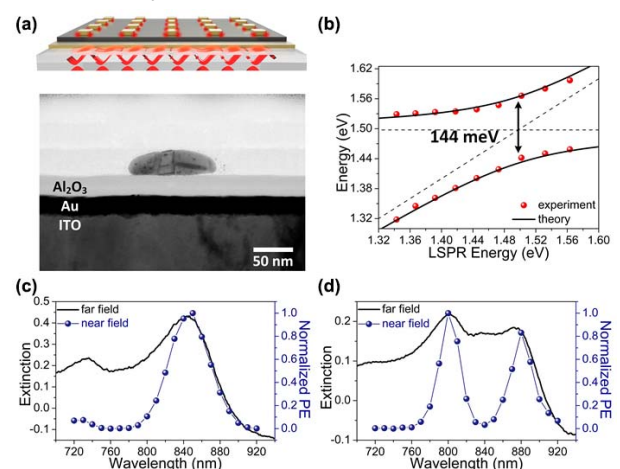 (a)
Al₂O₃
Au
ITO
50 nm
(b)
1.62
1.56
1.50
1.44
1.38
1.32
Energy (eV)
144 meV
experiment
theory
1.32 1.36 1.40 1.44 1.48 1.52 1.56 1.60
LSPR Energy (eV)
(c)
far field
near field
0.5
0.4
0.3
0.2
0.1
0.0
-0.1
Extinction
1.0
0.8
0.6
0.4
0.2
0.0
Normalized PE
720 760 800 840 880 920
Wavelength (nm)
(d)
far field
near field
0.2
0.1
0.0
-0.1
Extinction
1.0
0.8
0.6
0.4
0.2
0.0
Normalized PE
720 760 800 840 880 920
Wavelength (nm)